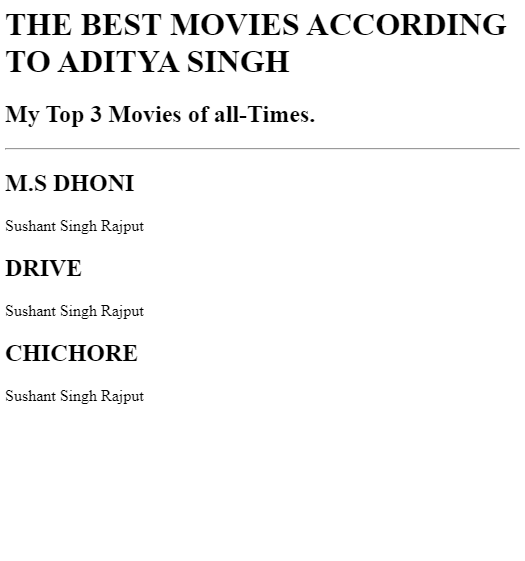 THE BEST MOVIES ACCORDING
TO ADITYA SINGH
My Top 3 Movies of all-Times.
M.S DHONI
Sushant Singh Rajput
DRIVE
Sushant Singh Rajput
CHICHORE
Sushant Singh Rajput